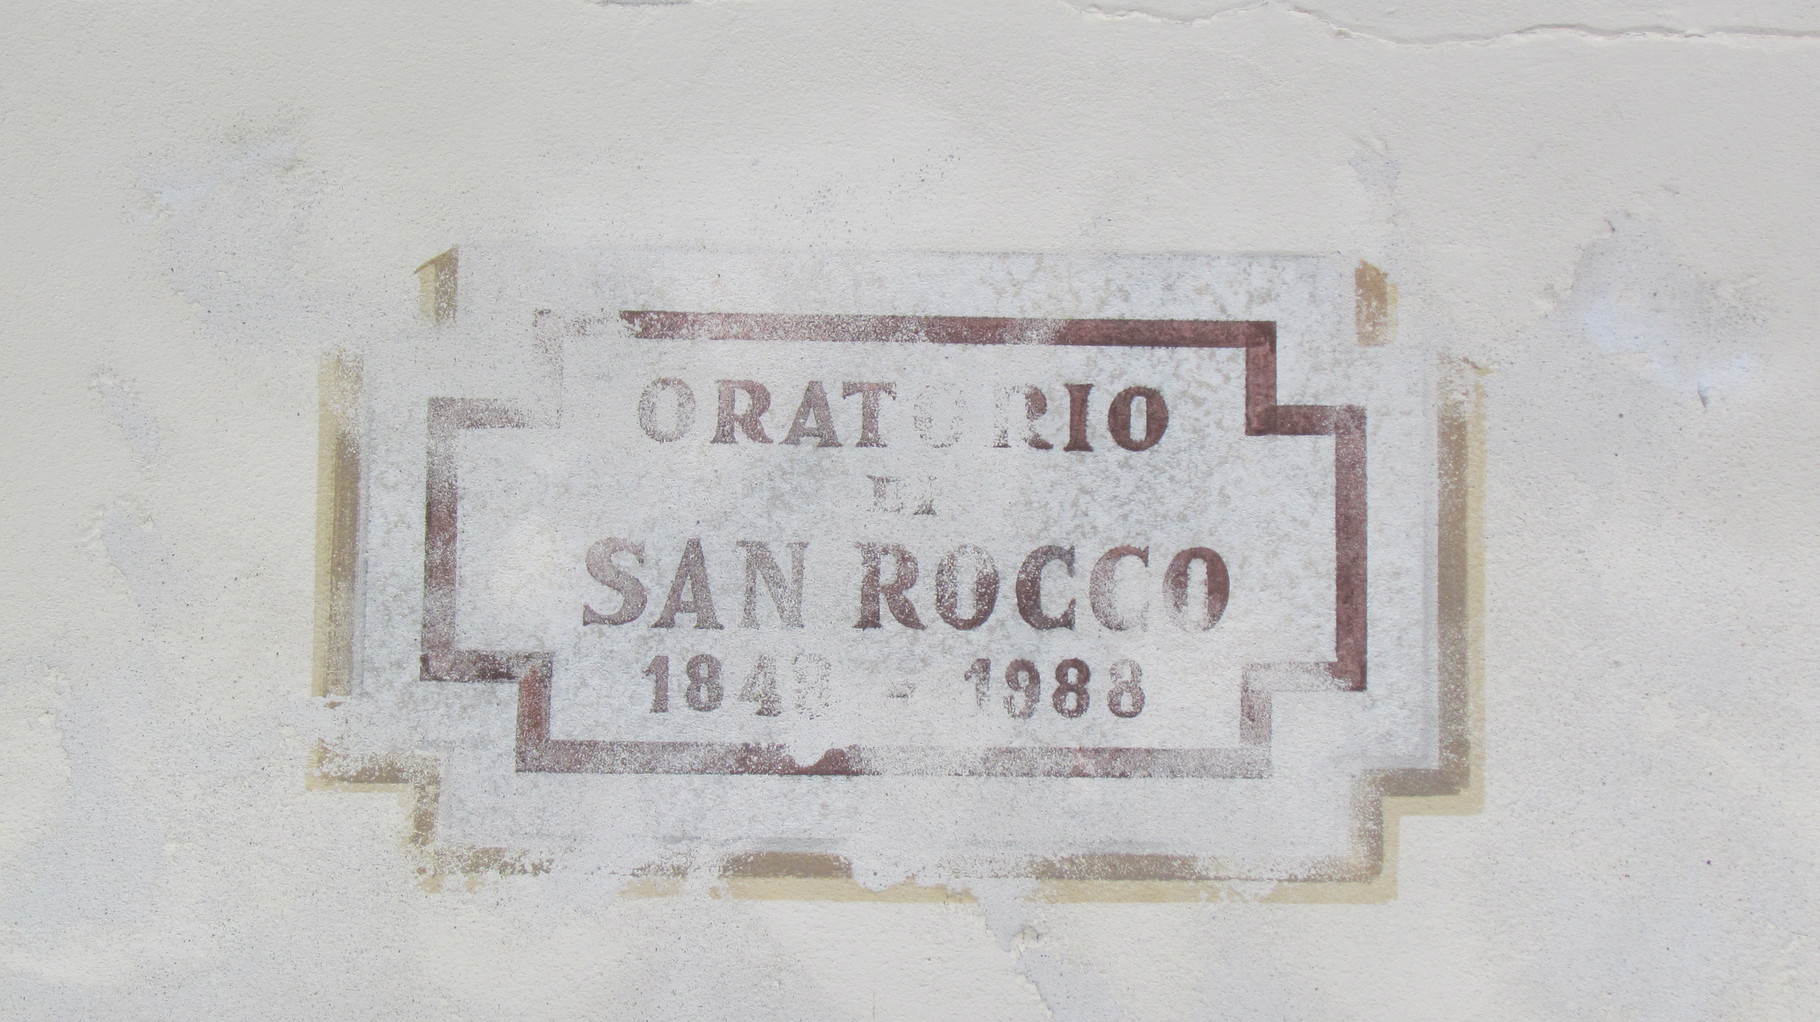 ORATORIO
DI
SAN ROCCO
- 1988